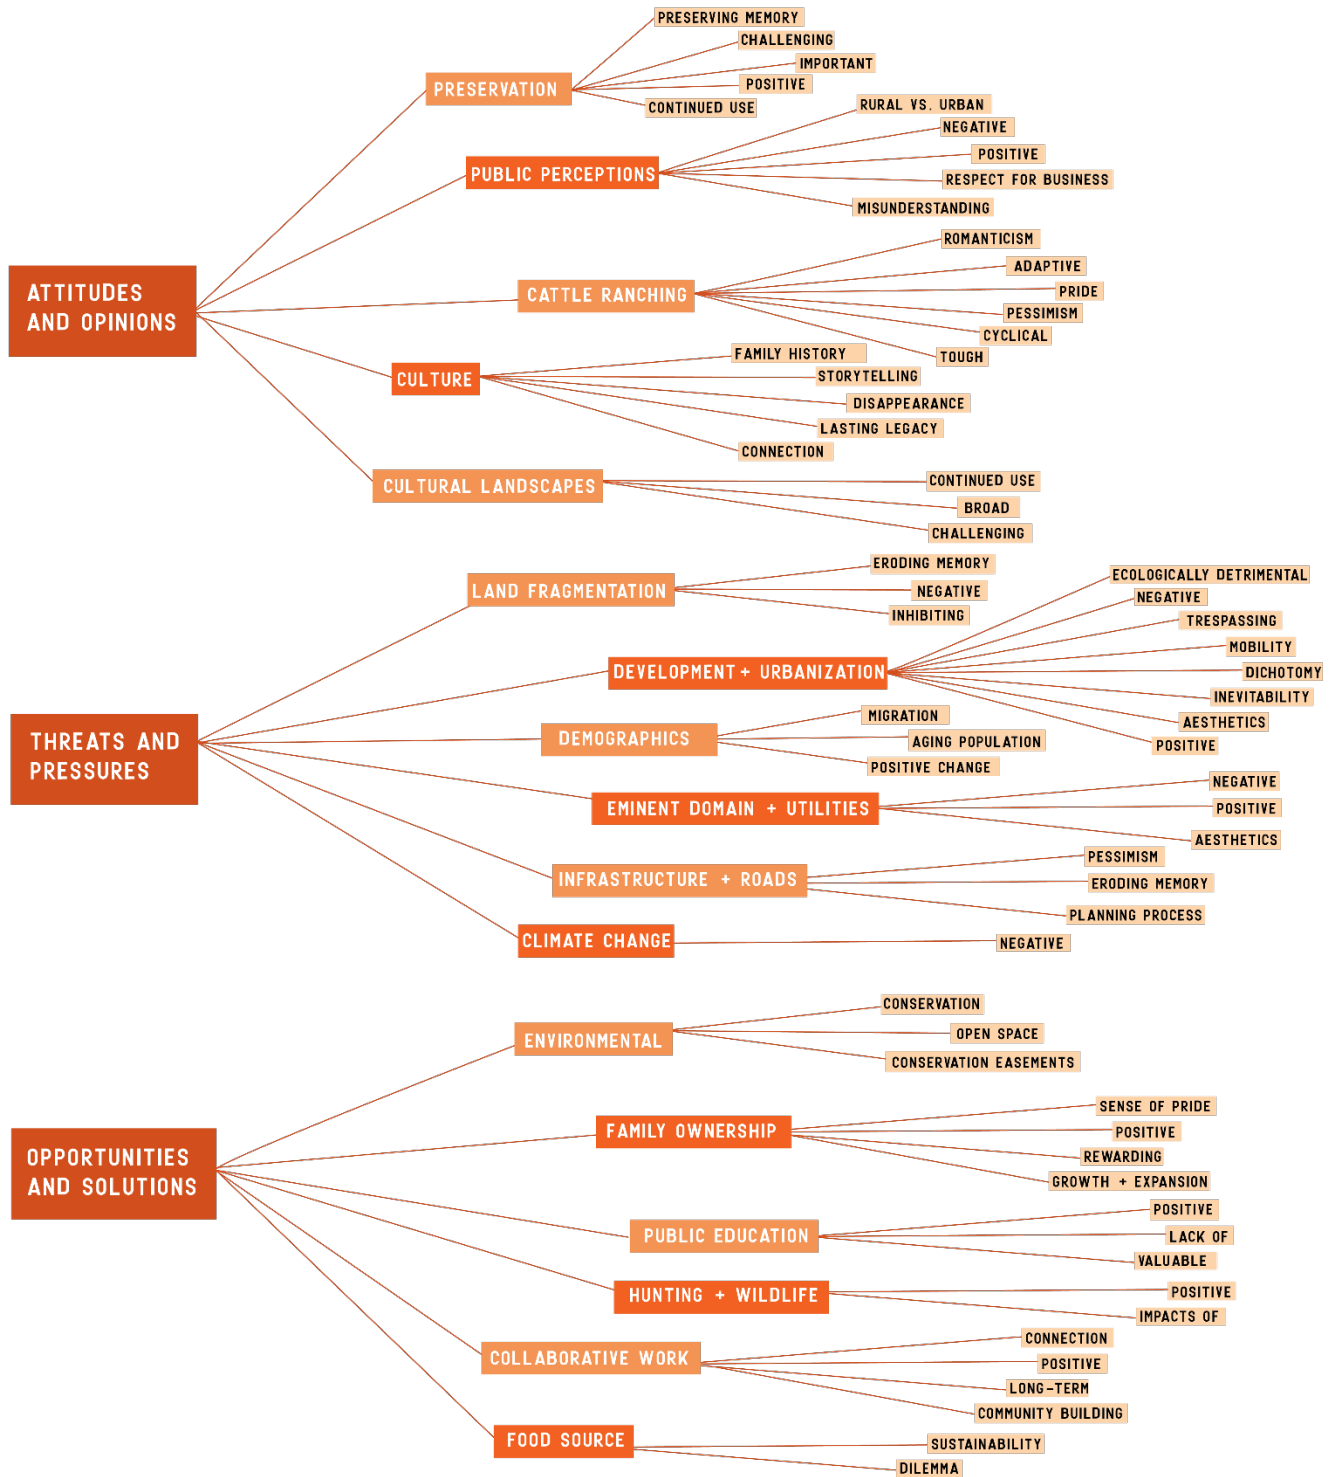 ATTITUDES
AND OPINIONS
PRESERVATION
PRESERVING MEMORY
CHALLENGING
IMPORTANT
POSITIVE
CONTINUED USE
PUBLIC PERCEPTIONS
RURAL VS. URBAN
NEGATIVE
POSITIVE
RESPECT FOR BUSINESS
MISUNDERSTANDING
CATTLE RANCHING
ROMANTICISM
ADAPTIVE
PRIDE
PESSIMISM
CYCLICAL
TOUGH
CULTURE
FAMILY HISTORY
STORYTELLING
DISAPPEARANCE
LASTING LEGACY
CONNECTION
CULTURAL LANDSCAPES
CONTINUED USE
BROAD
CHALLENGING
THREATS AND
PRESSURES
LAND FRAGMENTATION
ERODING MEMORY
NEGATIVE
INHIBITING
DEVELOPMENT + URBANIZATION
ECOLOGICALLY DETRIMENTAL
NEGATIVE
TRESPASSING
MOBILITY
DICHOTOMY
INEVITABILITY
AESTHETICS
POSITIVE
DEMOGRAPHICS
MIGRATION
AGING POPULATION
POSITIVE CHANGE
EMINENT DOMAIN + UTILITIES
NEGATIVE
POSITIVE
AESTHETICS
INFRASTRUCTURE + ROADS
PESSIMISM
ERODING MEMORY
PLANNING PROCESS
CLIMATE CHANGE
NEGATIVE
OPPORTUNITIES
AND SOLUTIONS
ENVIRONMENTAL
CONSERVATION
OPEN SPACE
CONSERVATION EASEMENTS
FAMILY OWNERSHIP
SENSE OF PRIDE
POSITIVE
REWARDING
GROWTH + EXPANSION
PUBLIC EDUCATION
POSITIVE
LACK OF
VALUABLE
HUNTING + WILDLIFE
POSITIVE
IMPACTS OF
COLLABORATIVE WORK
CONNECTION
POSITIVE
LONG-TERM
COMMUNITY BUILDING
FOOD SOURCE
SUSTAINABILITY
DILEMMA